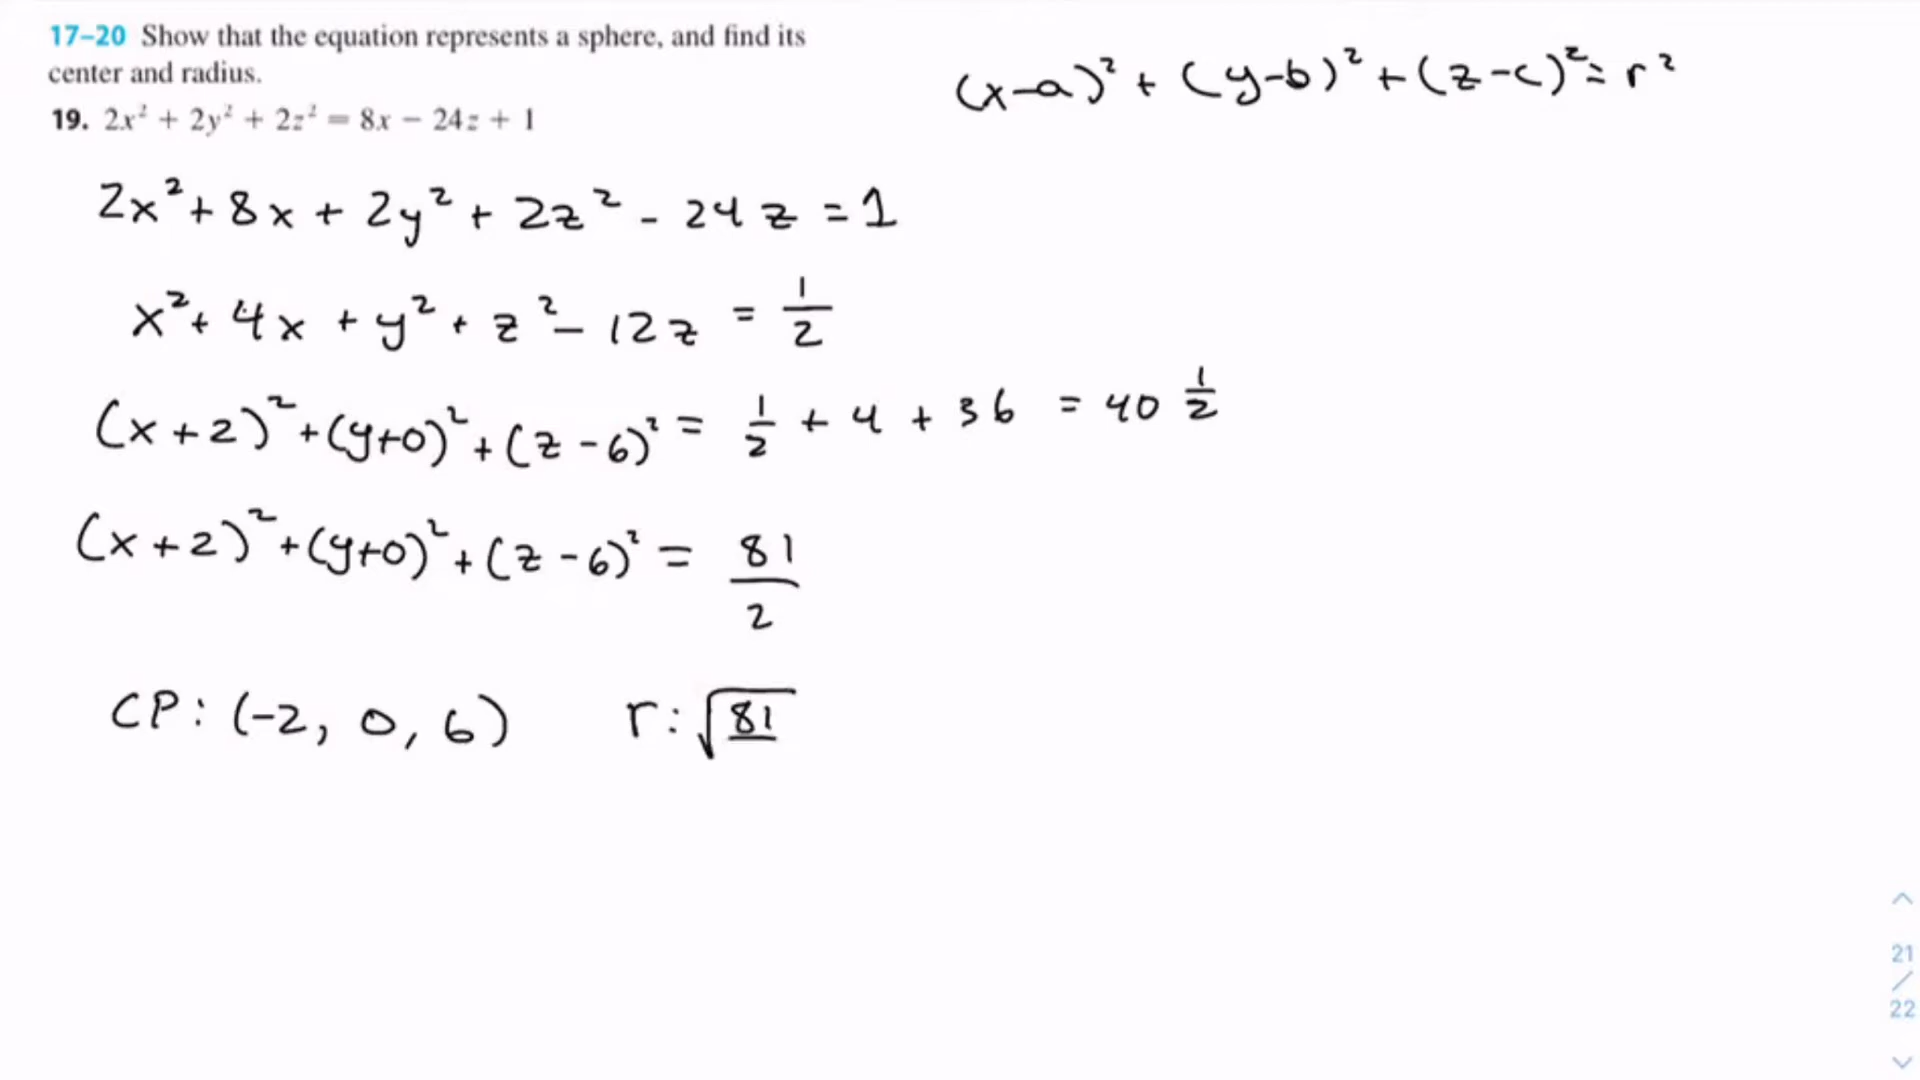 17–20 Show that the equation represents a sphere, and find its
center and radius.
19. 2x² + 2y² + 2z² = 8x − 24z + 1
(x-a)² + (y-b)² + (z-c)² = r²
2x² + 8x + 2y² + 2z² - 24z = 1
x² + 4x + y² + z² - 12z = 1/2
(x+2)² + (y+0)² + (z-6)² = 1/2 + 4 + 36 = 40 1/2
(x+2)² + (y+0)² + (z-6)² = 81/2
CP: (-2, 0, 6) r: √81
21
/
22